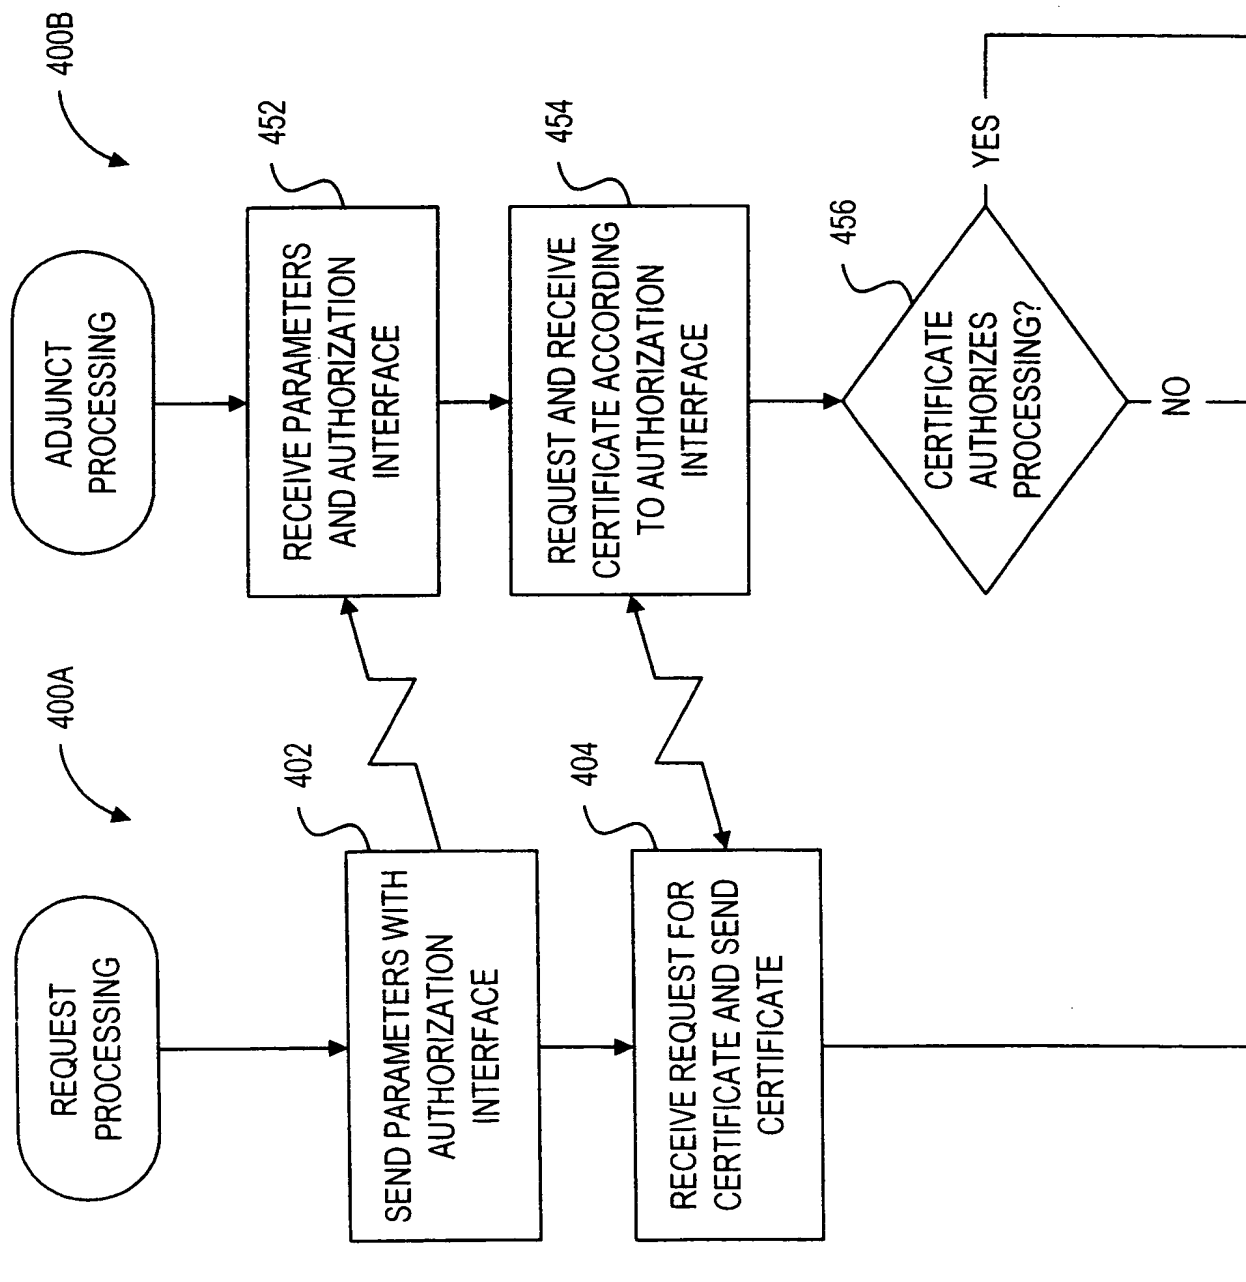 400A
REQUEST
PROCESSING
402
SEND PARAMETERS WITH
AUTHORIZATION
INTERFACE
404
RECEIVE REQUEST FOR
CERTIFICATE AND SEND
CERTIFICATE
400B
ADJUNCT
PROCESSING
452
RECEIVE PARAMETERS
AND AUTHORIZATION
INTERFACE
454
REQUEST AND RECEIVE
CERTIFICATE ACCORDING
TO AUTHORIZATION
INTERFACE
456
CERTIFICATE
AUTHORIZES
PROCESSING?
YES
NO